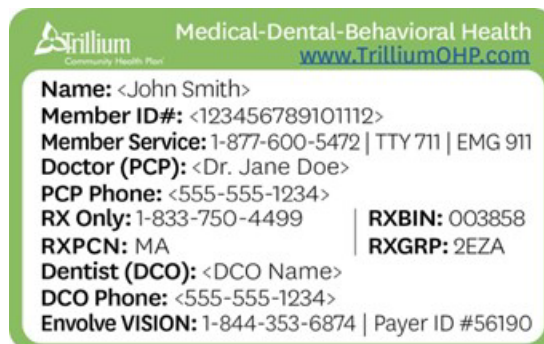 Trillium
Community Health Plan
Medical-Dental-Behavioral Health
www.TrilliumOHP.com
Name: <John Smith>
Member ID#: <123456789101112>
Member Service: 1-877-600-5472 | TTY 711 | EMG 911
Doctor (PCP): <Dr. Jane Doe>
PCP Phone: <555-555-1234>
RX Only: 1-833-750-4499 | RXBIN: 003858
RXPCN: MA | RXGRP: 2EZA
Dentist (DCO): <DCO Name>
DCO Phone: <555-555-1234>
Envolve VISION: 1-844-353-6874 | Payer ID #56190